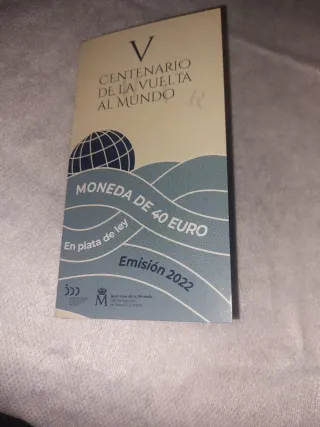 V
CENTENARIO
DE LA VUELTA
AL MUNDO
MONEDA DE 40 EURO
En plata de ley
Emisión 2022